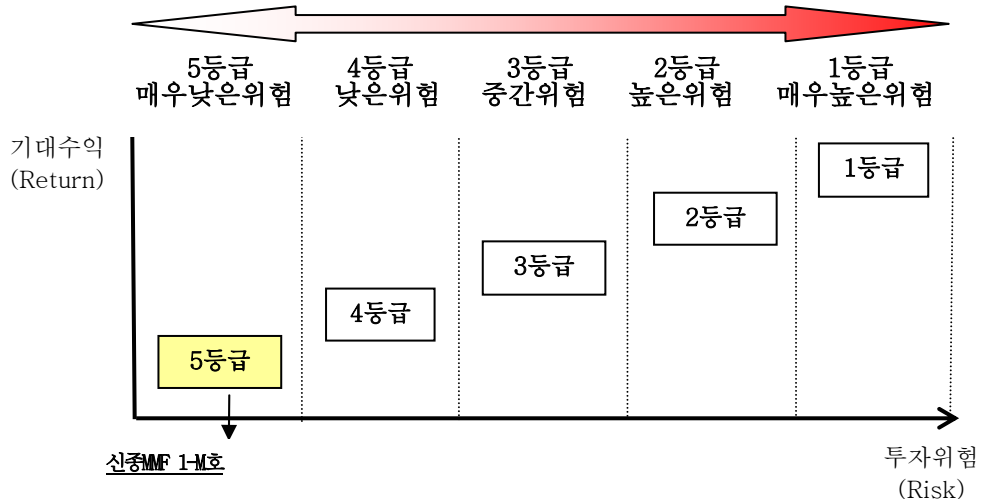 5등급
매우낮은위험
4등급
낮은위험
3등급
중간위험
2등급
높은위험
1등급
매우높은위험
기대수익
(Return)
1등급
2등급
3등급
4등급
5등급
신종MMF 1-M호
투자위험
(Risk)